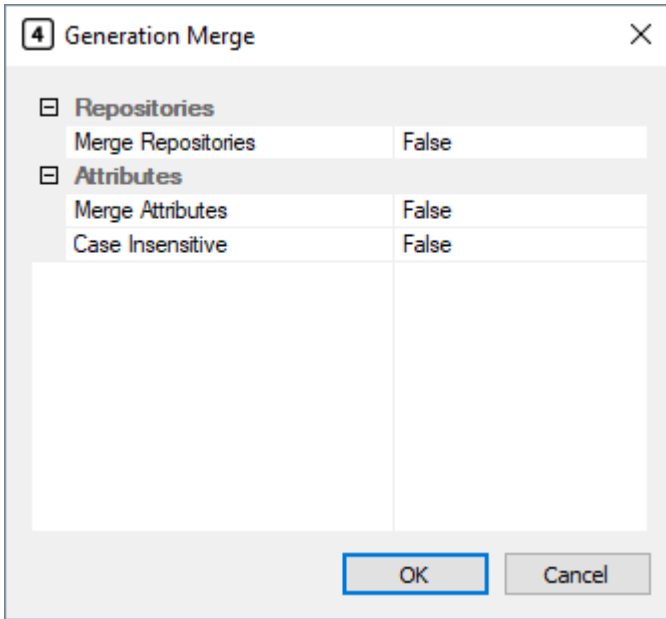 4 Generation Merge
Repositories
Merge Repositories False
Attributes
Merge Attributes False
Case Insensitive False
OK Cancel